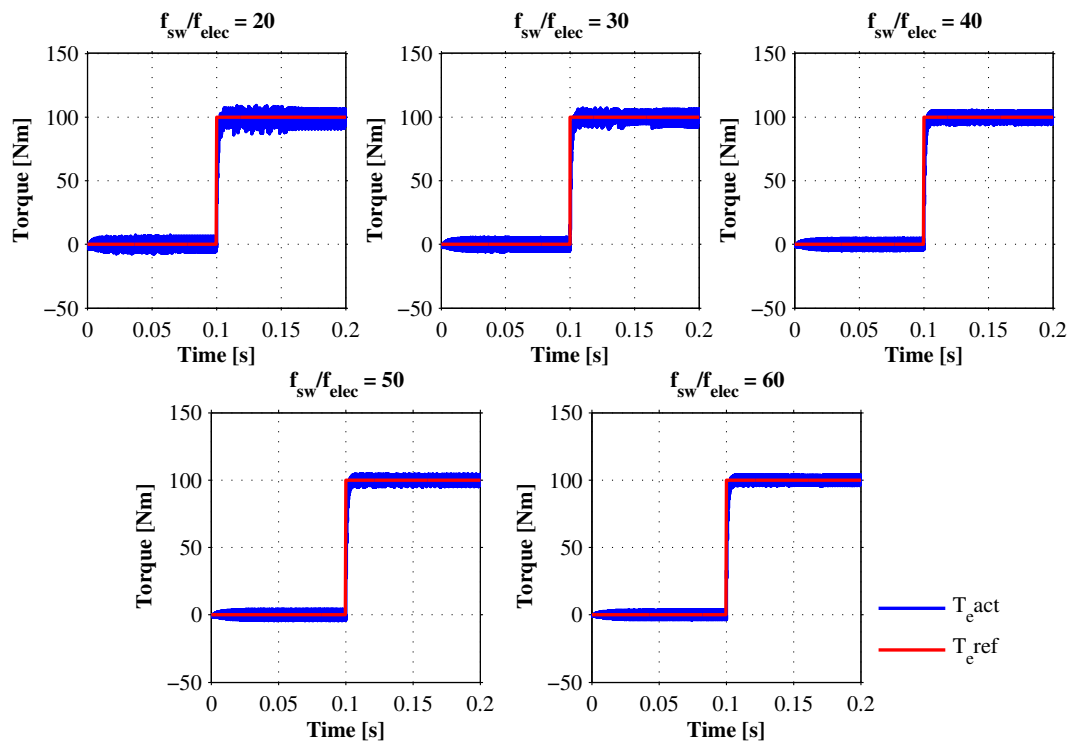 f_sw/f_elec = 20
150
100
50
0
−50
Torque [Nm]
0 0.05 0.1 0.15 0.2
Time [s]
f_sw/f_elec = 30
150
100
50
0
−50
Torque [Nm]
0 0.05 0.1 0.15 0.2
Time [s]
f_sw/f_elec = 40
150
100
50
0
−50
Torque [Nm]
0 0.05 0.1 0.15 0.2
Time [s]
f_sw/f_elec = 50
150
100
50
0
−50
Torque [Nm]
0 0.05 0.1 0.15 0.2
Time [s]
f_sw/f_elec = 60
150
100
50
0
−50
Torque [Nm]
0 0.05 0.1 0.15 0.2
Time [s]
T_eact
T_eref